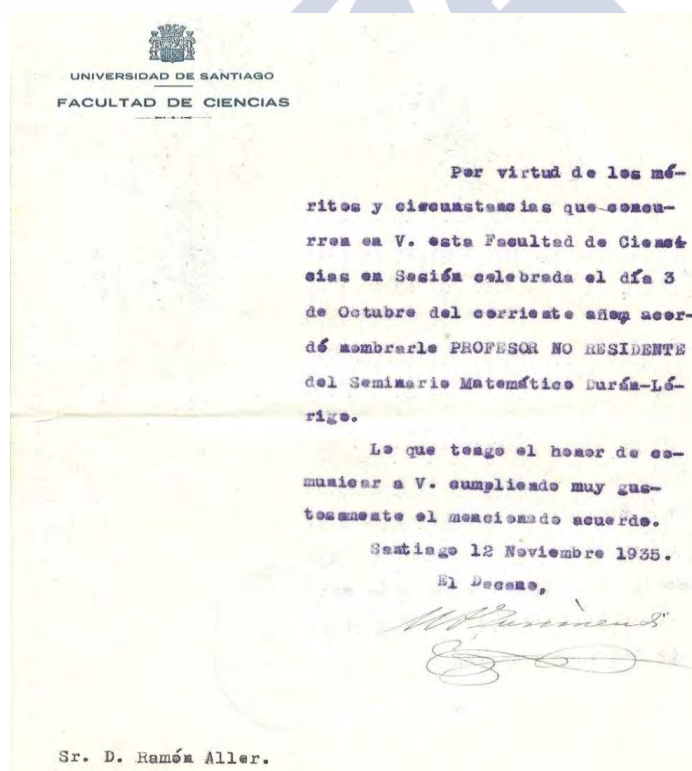 UNIVERSIDAD DE SANTIAGO
FACULTAD DE CIENCIAS
Por virtud de los mé-
ritos y circunstancias que concu-
rren en V. esta Facultad de Cienc
cias en Sesión celebrada el día 3
de Octubre del corriente año, acor-
dó nombrarle PROFESOR NO RESIDENTE
del Seminario Matemático Durán-Ló-
rigo.
Lo que tengo el honor de co-
municar a V. cumpliendo muy gus-
tosamente el mencionado acuerdo.
Santiago 12 Noviembre 1935.
El Decano,
Sr. D. Ramón Aller.